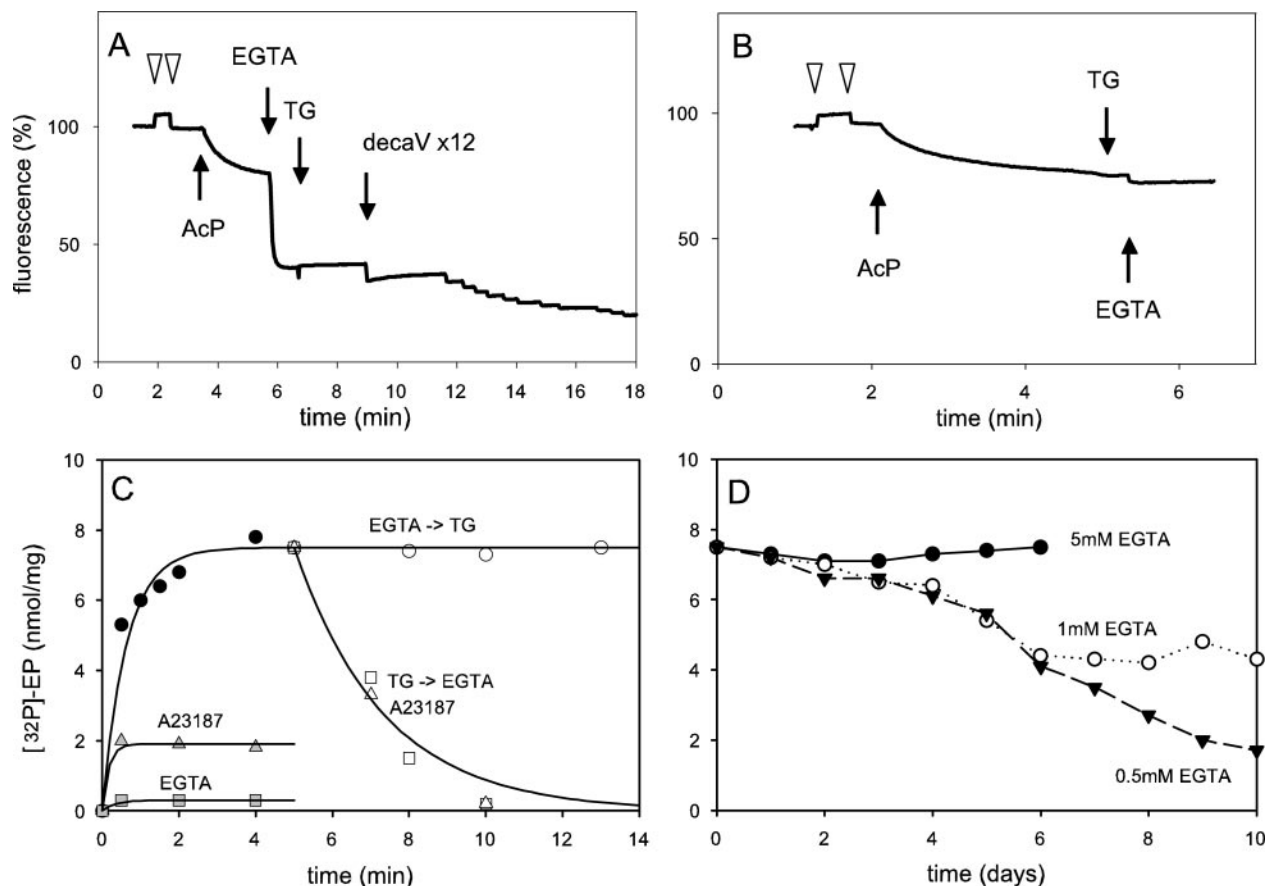 A
EGTA
TG
decaV x12
AcP
fluorescence (%)
100
50
0
0 2 4 6 8 10 12 14 16 18
time (min)
B
TG
AcP
EGTA
100
50
0
0 2 4 6
time (min)
C
EGTA -> TG
TG -> EGTA
A23187
A23187
EGTA
[32P]-EP (nmol/mg)
10
8
6
4
2
0
0 2 4 6 8 10 12 14
time (min)
D
5mM EGTA
1mM EGTA
0.5mM EGTA
10
8
6
4
2
0
0 2 4 6 8 10
time (days)